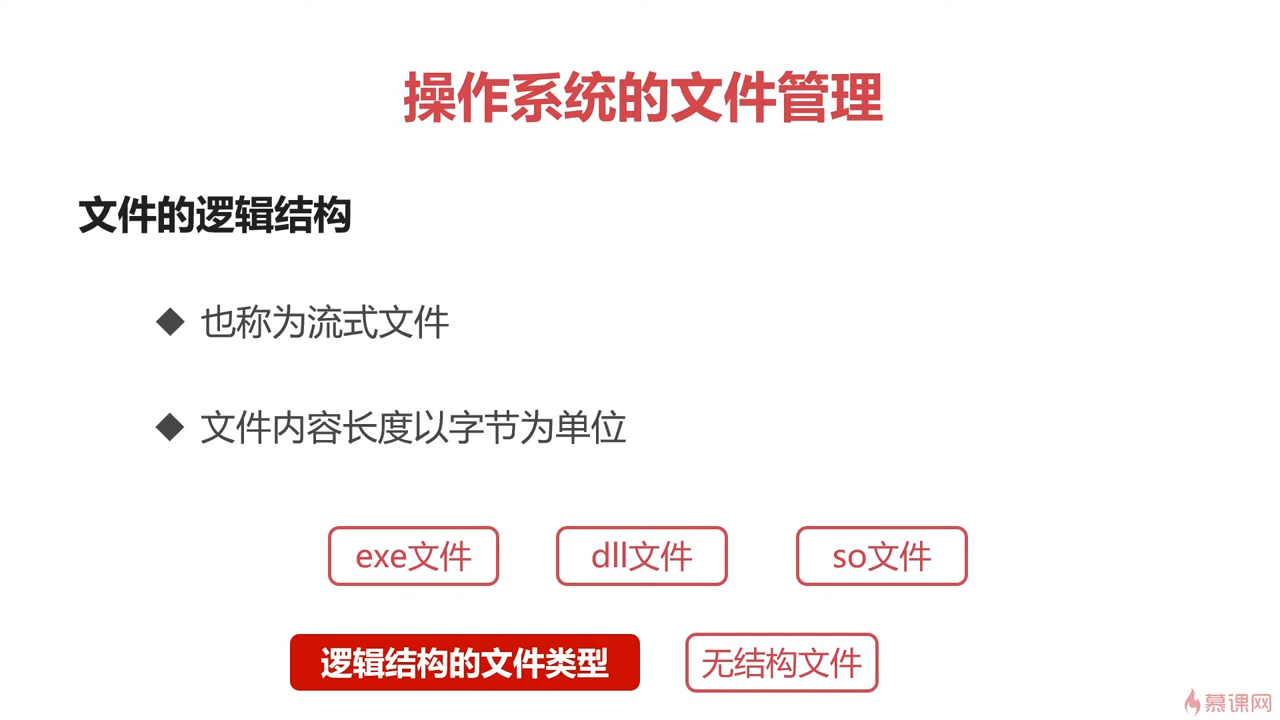 操作系统的文件管理
文件的逻辑结构
◆ 也称为流式文件
◆ 文件内容长度以字节为单位
exe文件 dll文件 so文件
逻辑结构的文件类型 无结构文件
慕课网